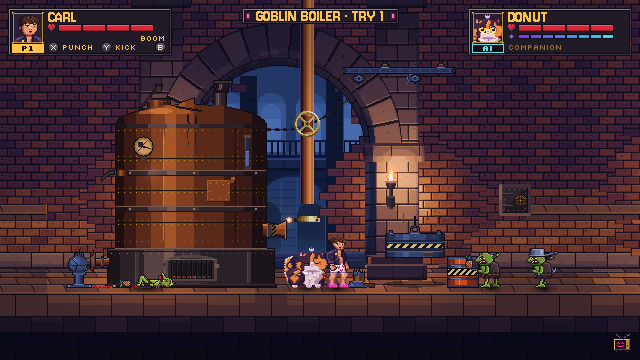 CARL
BOOM
P1
X PUNCH Y KICK B
GOBLIN BOILER · TRY 1
DONUT
AI
COMPANION